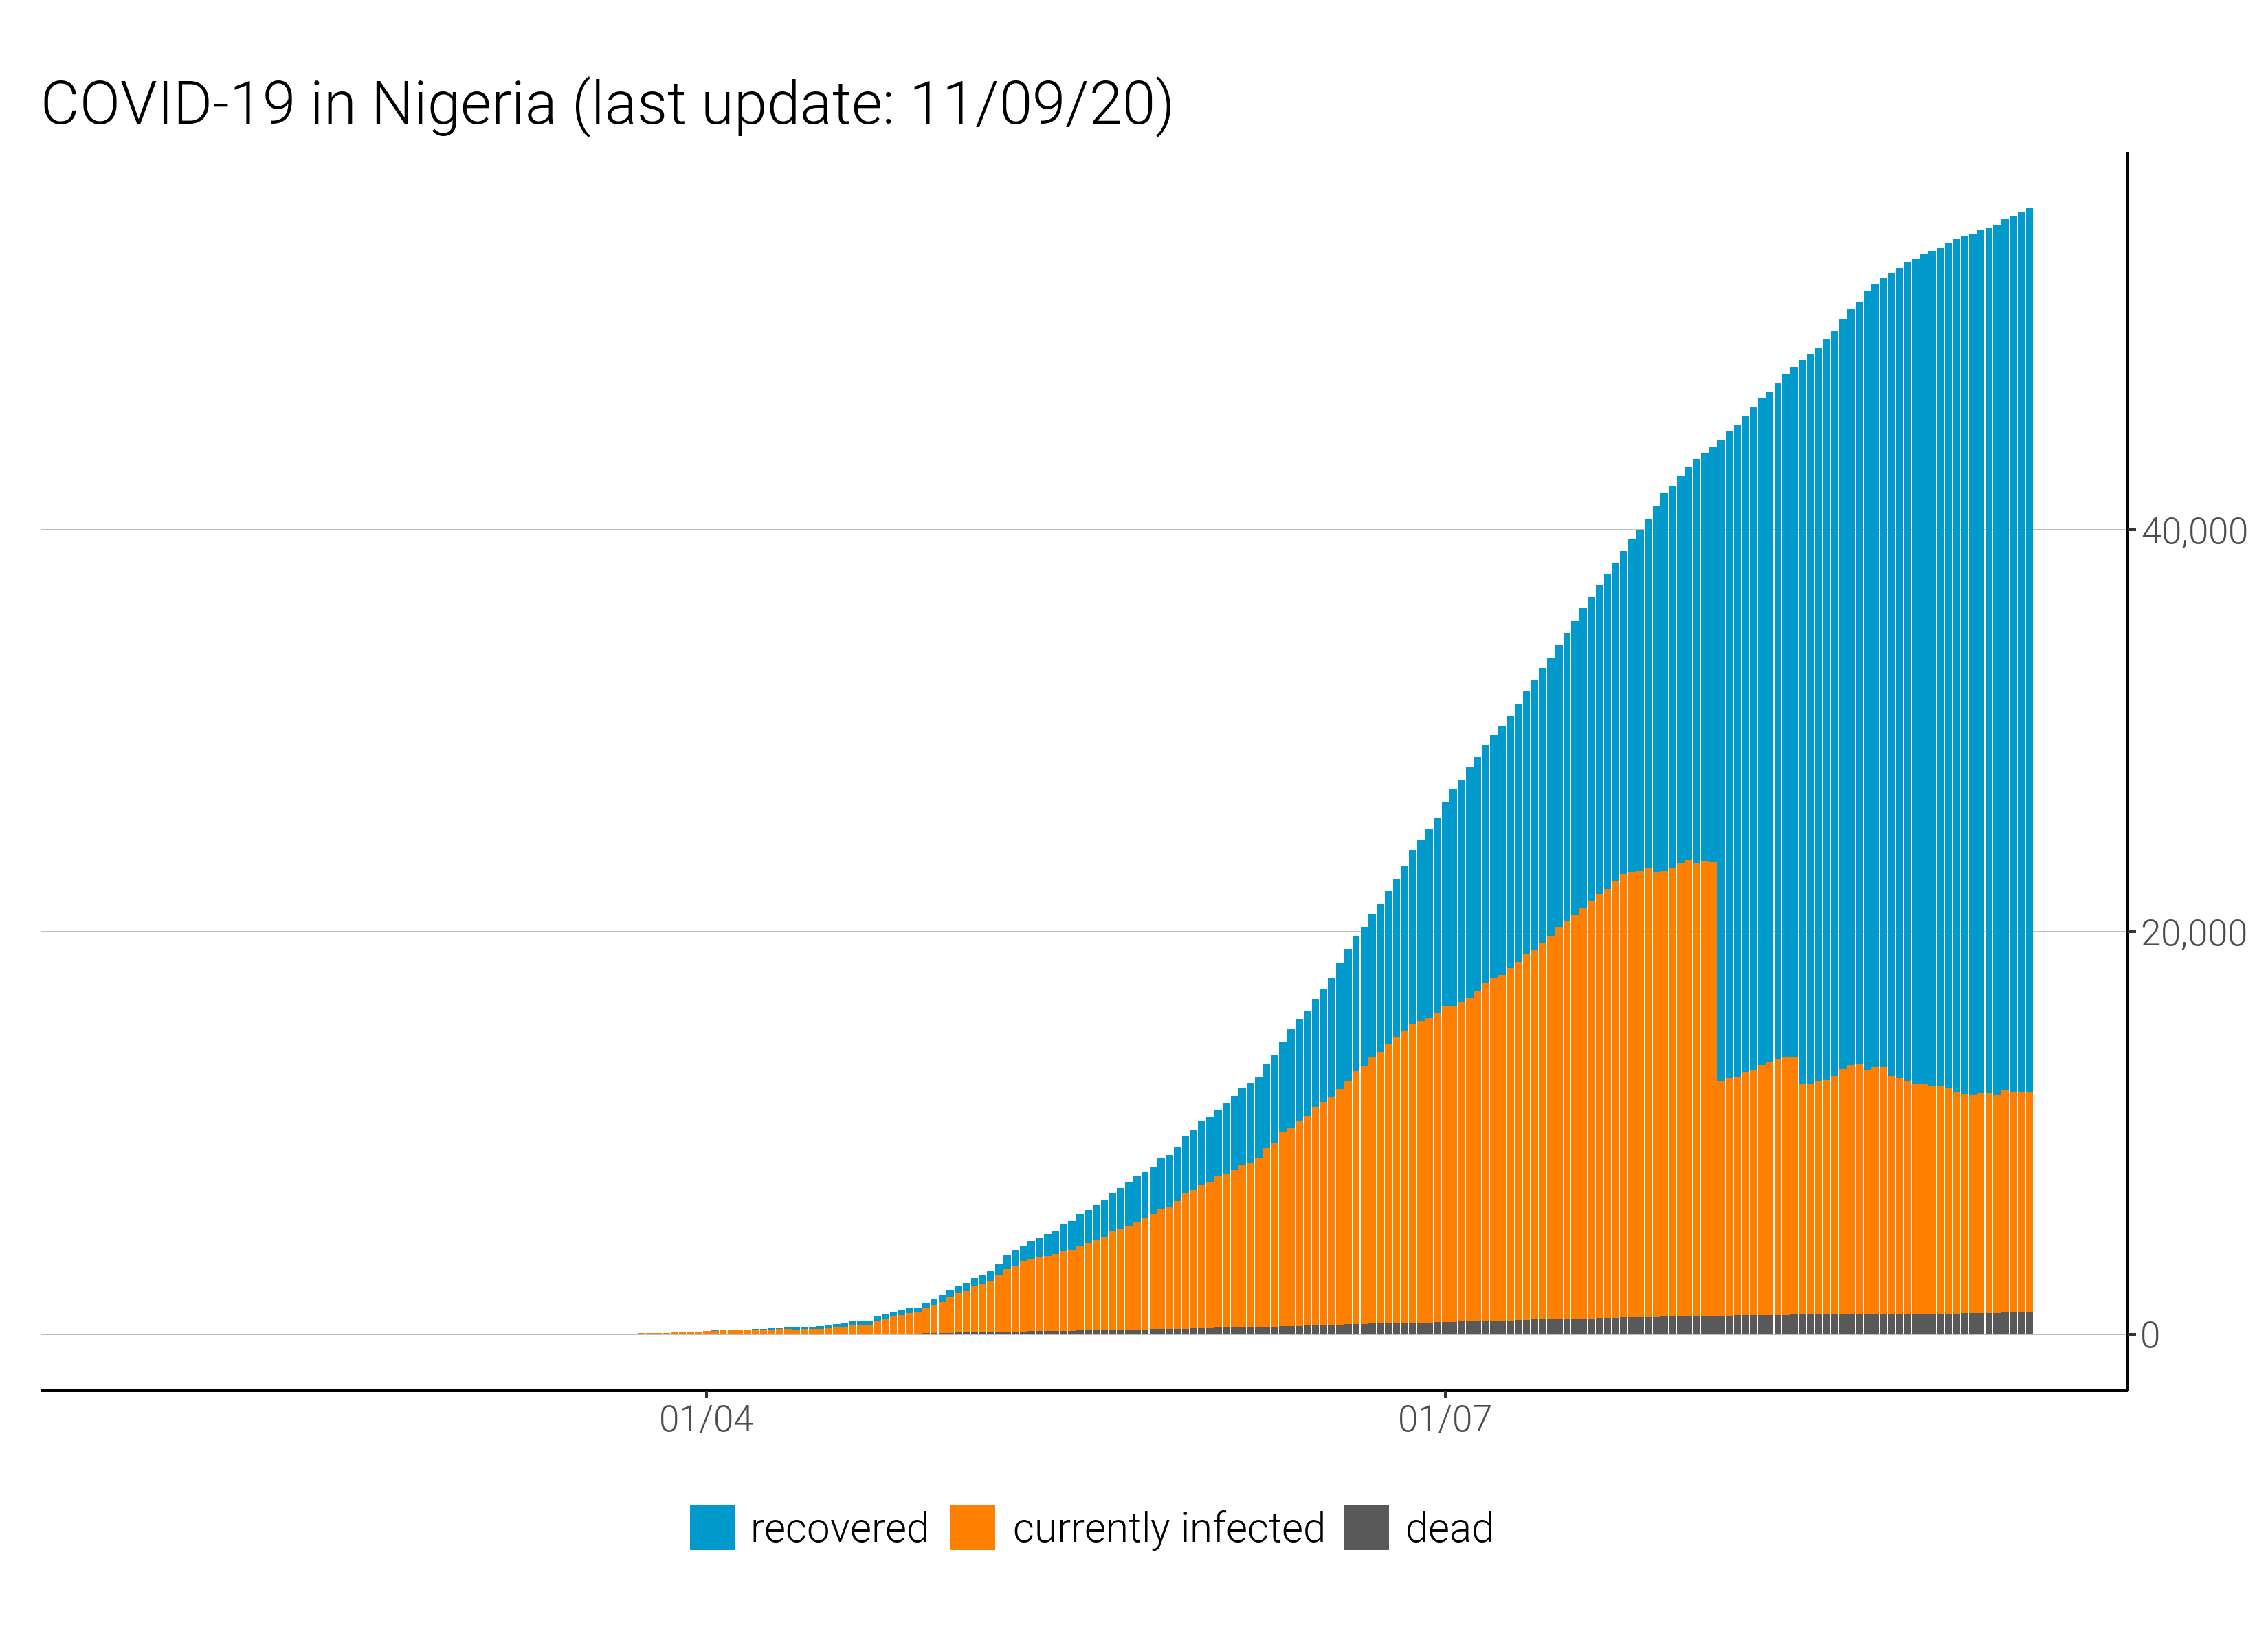 COVID-19 in Nigeria (last update: 11/09/20)
40,000
20,000
0
01/04 01/07
recovered currently infected dead